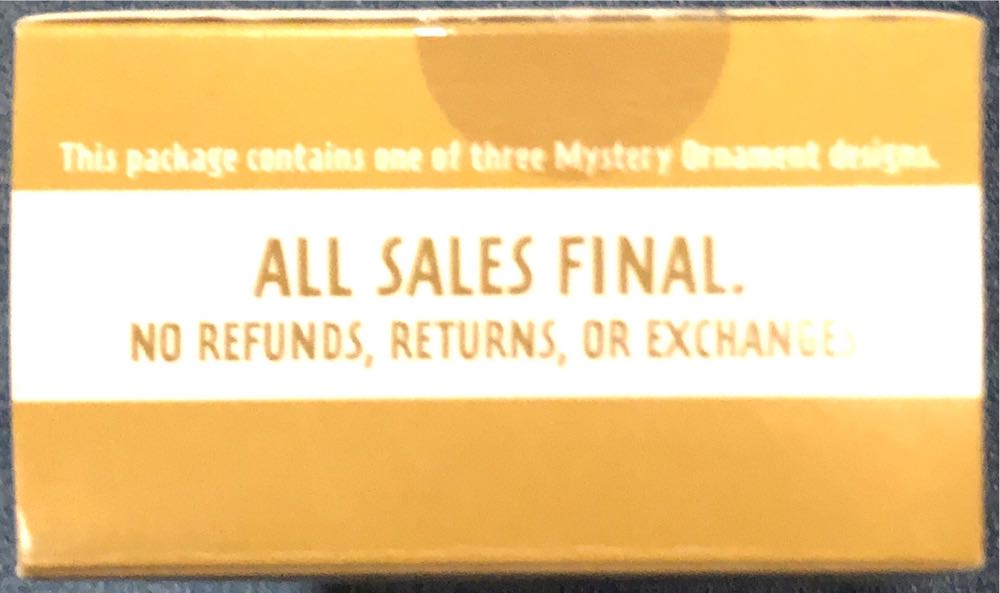 This package contains one of three Mystery Ornament designs.
ALL SALES FINAL.
NO REFUNDS, RETURNS, OR EXCHANGES